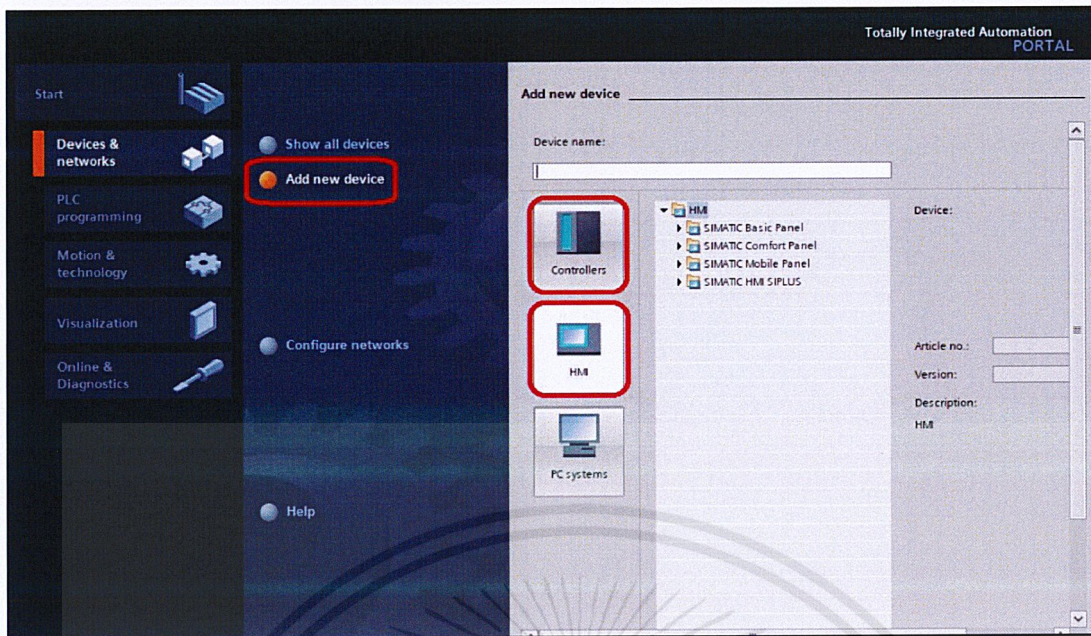 Totally Integrated Automation
PORTAL
Start
Devices &
networks
PLC
programming
Motion &
technology
Visualization
Online &
Diagnostics
Show all devices
Add new device
Configure networks
Help
Add new device
Device name:
Controllers
HMI
PC systems
HMI
SIMATIC Basic Panel
SIMATIC Comfort Panel
SIMATIC Mobile Panel
SIMATIC HMI SIPLUS
Device:
Article no.:
Version:
Description:
HMI